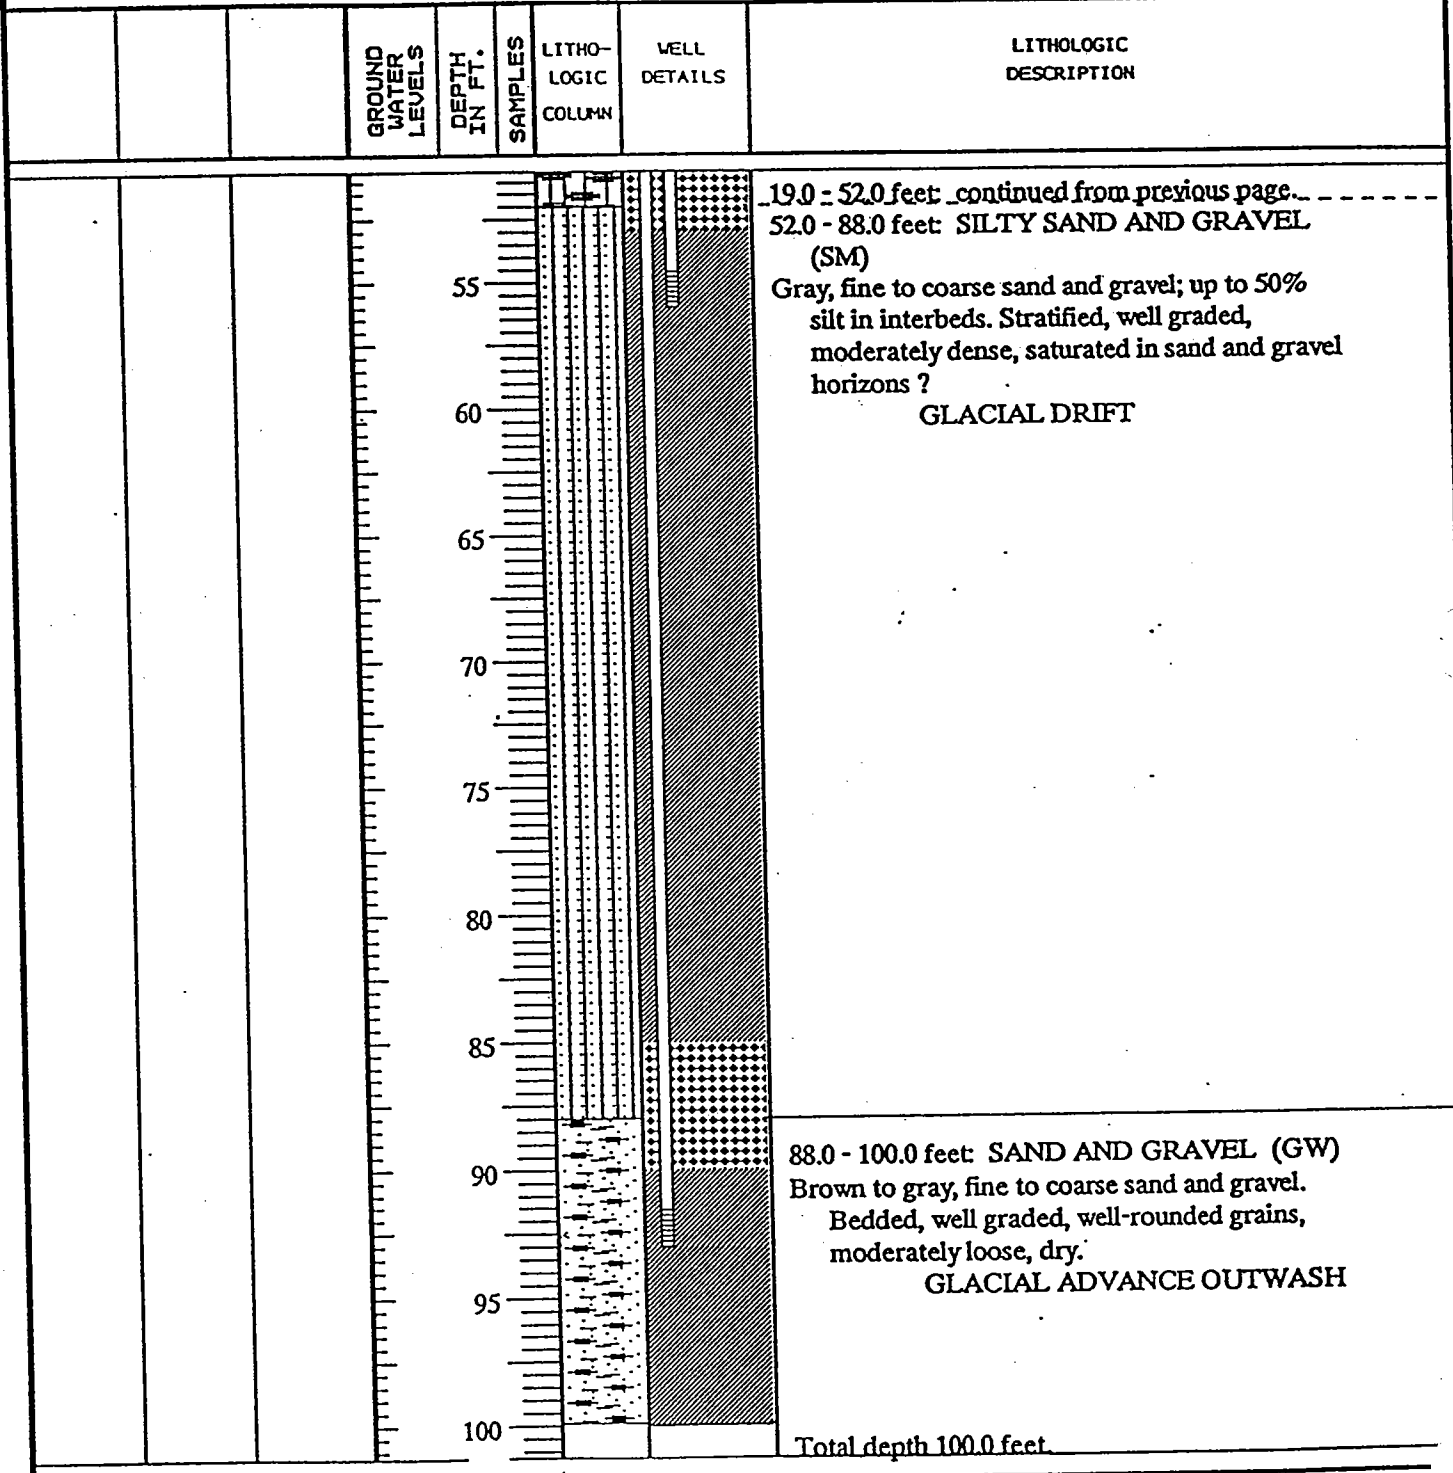 GROUND
WATER
LEVELS
DEPTH
IN FT.
SAMPLES
LITHO-
LOGIC
COLUMN
WELL
DETAILS
LITHOLOGIC
DESCRIPTION
19.0 - 52.0 feet: continued from previous page.
52.0 - 88.0 feet: SILTY SAND AND GRAVEL
(SM)
Gray, fine to coarse sand and gravel; up to 50%
silt in interbeds. Stratified, well graded,
moderately dense, saturated in sand and gravel
horizons ?
GLACIAL DRIFT
55
60
65
70
75
80
85
90
95
100
88.0 - 100.0 feet: SAND AND GRAVEL (GW)
Brown to gray, fine to coarse sand and gravel.
Bedded, well graded, well-rounded grains,
moderately loose, dry.
GLACIAL ADVANCE OUTWASH
Total depth 100.0 feet.